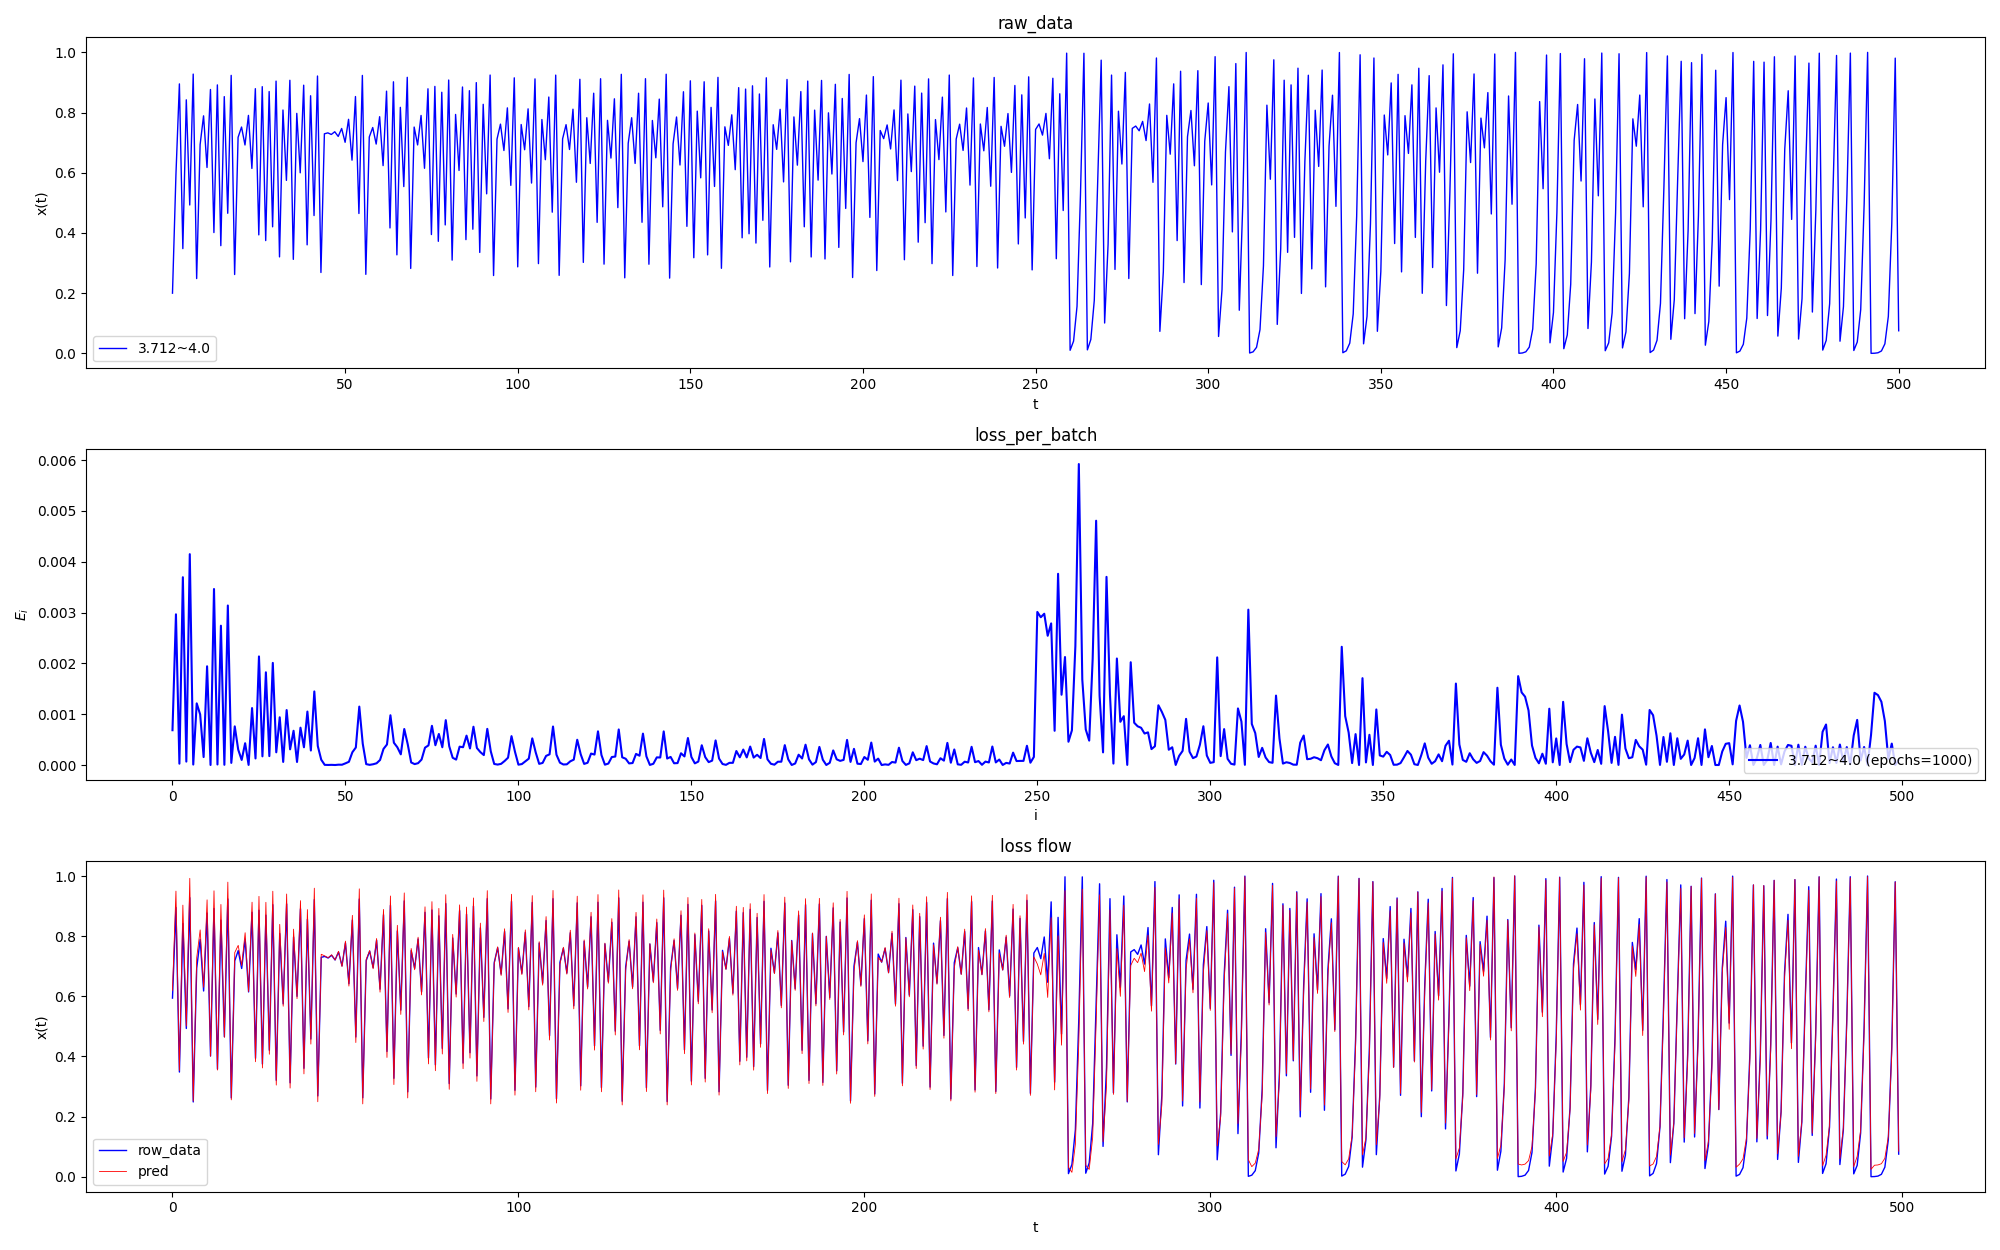 raw_data
1.0
0.8
0.6
0.4
0.2
0.0
x(t)
3.712~4.0
50 100 150 200 250 300 350 400 450 500
t
loss_per_batch
0.006
0.005
0.004
0.003
0.002
0.001
0.000
E_i
3.712~4.0 (epochs=1000)
0 50 100 150 200 250 300 350 400 450 500
i
loss flow
1.0
0.8
0.6
0.4
0.2
0.0
x(t)
row_data
pred
0 100 200 300 400 500
t